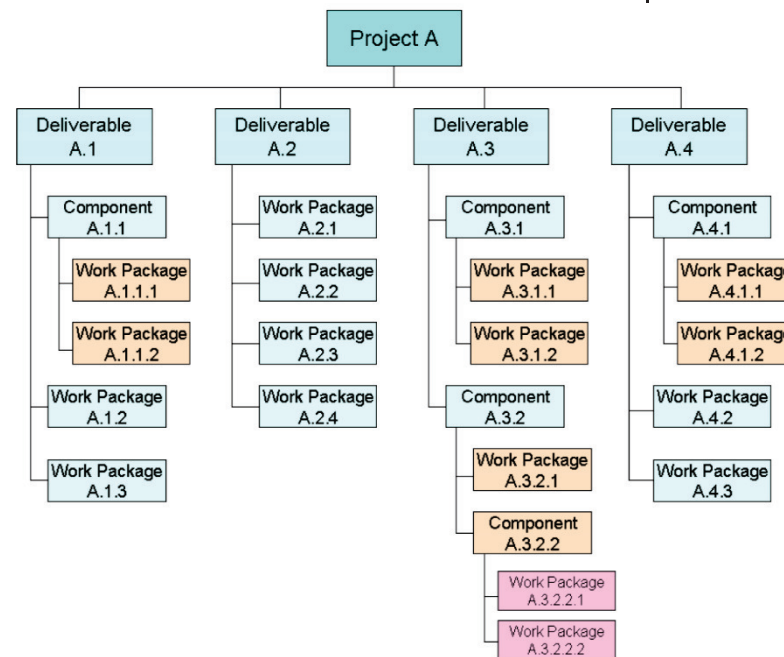 Project A
Deliverable
A.1
Component
A.1.1
Work Package
A.1.1.1
Work Package
A.1.1.2
Work Package
A.1.2
Work Package
A.1.3
Deliverable
A.2
Work Package
A.2.1
Work Package
A.2.2
Work Package
A.2.3
Work Package
A.2.4
Deliverable
A.3
Component
A.3.1
Work Package
A.3.1.1
Work Package
A.3.1.2
Component
A.3.2
Work Package
A.3.2.1
Component
A.3.2.2
Work Package
A.3.2.2.1
Work Package
A.3.2.2.2
Deliverable
A.4
Component
A.4.1
Work Package
A.4.1.1
Work Package
A.4.1.2
Work Package
A.4.2
Work Package
A.4.3